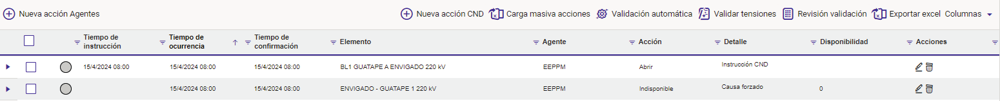 Nueva acción Agentes Nueva acción CND Carga masiva acciones Validación automática Validar tensiones Revisión validación Exportar excel Columnas
Tiempo de instrucción Tiempo de ocurrencia Tiempo de confirmación Elemento Agente Acción Detalle Disponibilidad Acciones
15/4/2024 08:00 15/4/2024 08:00 15/4/2024 08:00 BL1 GUATAPE A ENVIGADO 220 kV EEPPM Abrir Instrucción CND
15/4/2024 08:00 15/4/2024 08:00 ENVIGADO - GUATAPE 1 220 kV EEPPM Indisponible Causa forzado 0